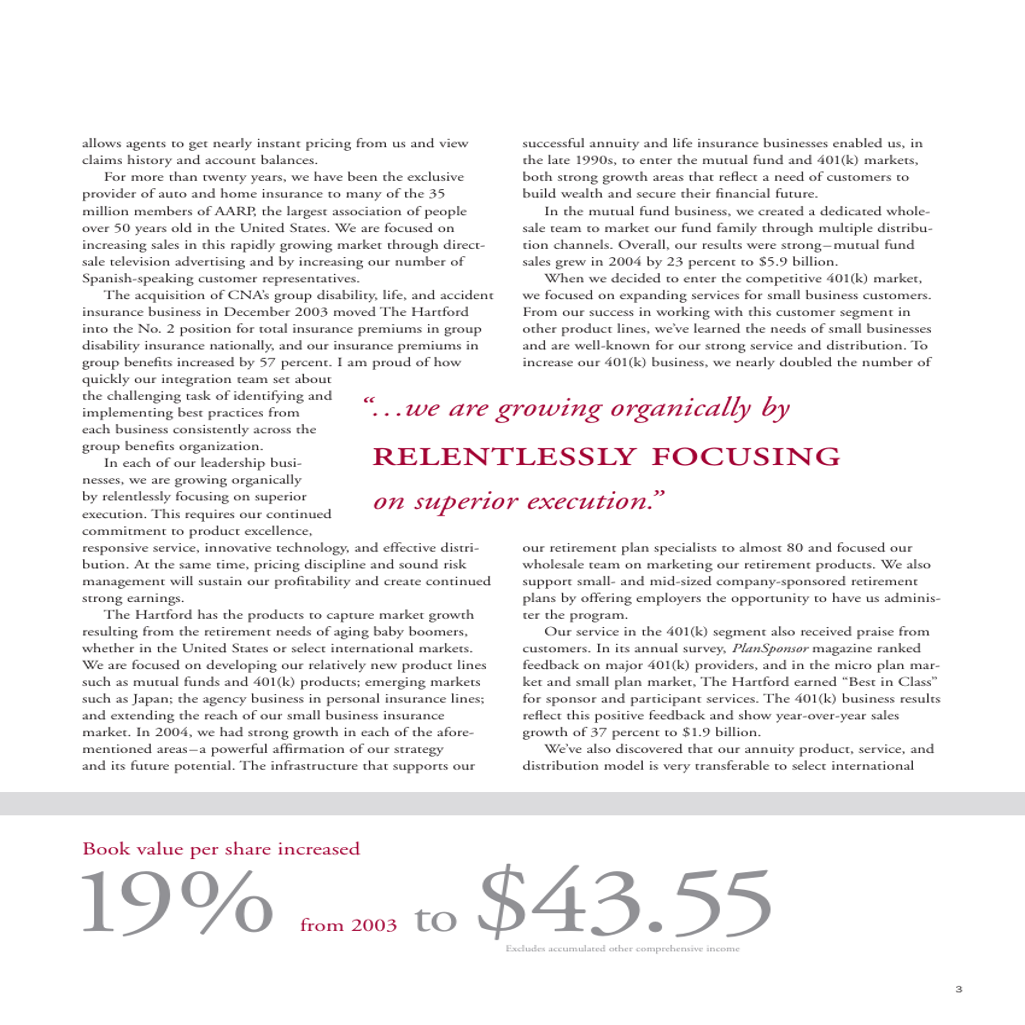 allows agents to get nearly instant pricing from us and view
claims history and account balances.
For more than twenty years, we have been the exclusive
provider of auto and home insurance to many of the 35
million members of AARP, the largest association of people
over 50 years old in the United States. We are focused on
increasing sales in this rapidly growing market through direct-
sale television advertising and by increasing our number of
Spanish-speaking customer representatives.
The acquisition of CNA's group disability, life, and accident
insurance business in December 2003 moved The Hartford
into the No. 2 position for total insurance premiums in group
disability insurance nationally, and our insurance premiums in
group benefits increased by 57 percent. I am proud of how
quickly our integration team set about
the challenging task of identifying and
implementing best practices from
each business consistently across the
group benefits organization.
In each of our leadership busi-
nesses, we are growing organically
by relentlessly focusing on superior
execution. This requires our continued
commitment to product excellence,
responsive service, innovative technology, and effective distri-
bution. At the same time, pricing discipline and sound risk
management will sustain our profitability and create continued
strong earnings.
The Hartford has the products to capture market growth
resulting from the retirement needs of aging baby boomers,
whether in the United States or select international markets.
We are focused on developing our relatively new product lines
such as mutual funds and 401(k) products; emerging markets
such as Japan; the agency business in personal insurance lines;
and extending the reach of our small business insurance
market. In 2004, we had strong growth in each of the afore-
mentioned areas–a powerful affirmation of our strategy
and its future potential. The infrastructure that supports our
successful annuity and life insurance businesses enabled us, in
the late 1990s, to enter the mutual fund and 401(k) markets,
both strong growth areas that reflect a need of customers to
build wealth and secure their financial future.
In the mutual fund business, we created a dedicated whole-
sale team to market our fund family through multiple distribu-
tion channels. Overall, our results were strong–mutual fund
sales grew in 2004 by 23 percent to $5.9 billion.
When we decided to enter the competitive 401(k) market,
we focused on expanding services for small business customers.
From our success in working with this customer segment in
other product lines, we've learned the needs of small businesses
and are well-known for our strong service and distribution. To
increase our 401(k) business, we nearly doubled the number of
"…we are growing organically by
RELENTLESSLY FOCUSING
on superior execution."
our retirement plan specialists to almost 80 and focused our
wholesale team on marketing our retirement products. We also
support small- and mid-sized company-sponsored retirement
plans by offering employers the opportunity to have us adminis-
ter the program.
Our service in the 401(k) segment also received praise from
customers. In its annual survey, PlanSponsor magazine ranked
feedback on major 401(k) providers, and in the micro plan mar-
ket and small plan market, The Hartford earned "Best in Class"
for sponsor and participant services. The 401(k) business results
reflect this positive feedback and show year-over-year sales
growth of 37 percent to $1.9 billion.
We've also discovered that our annuity product, service, and
distribution model is very transferable to select international
Book value per share increased
19% from 2003 to $43.55
Excludes accumulated other comprehensive income
3